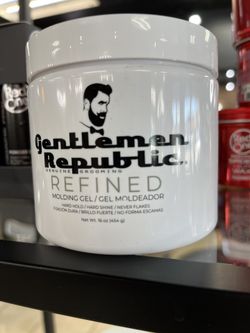 Gentlemen
Republic
GENUINE GROOMING
REFINED
MOLDING GEL / GEL MOLDEADOR
HARD HOLD / HARD SHINE / NEVER FLAKES
FIJACIÓN DURA / BRILLO FUERTE / NO FORMA ESCAMAS
Net Wt. 16 oz (454 g)
Red